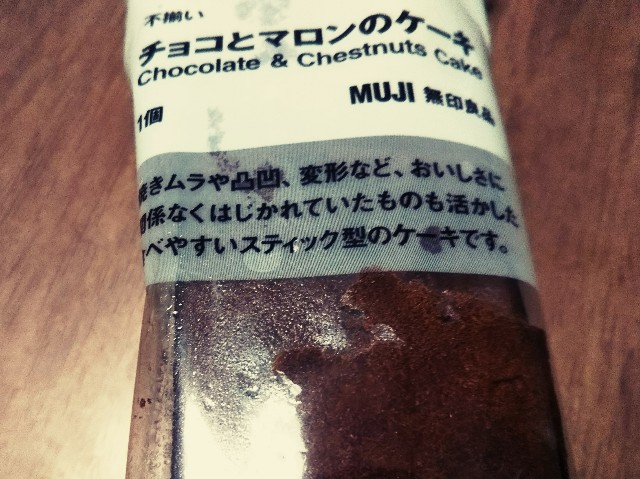 不揃い
チョコとマロンのケーキ
Chocolate & Chestnuts Cake
1個
MUJI 無印良品
焼きムラや凸凹、変形など、おいしさに
関係なくはじかれていたものも活かした
食べやすいスティック型のケーキです。